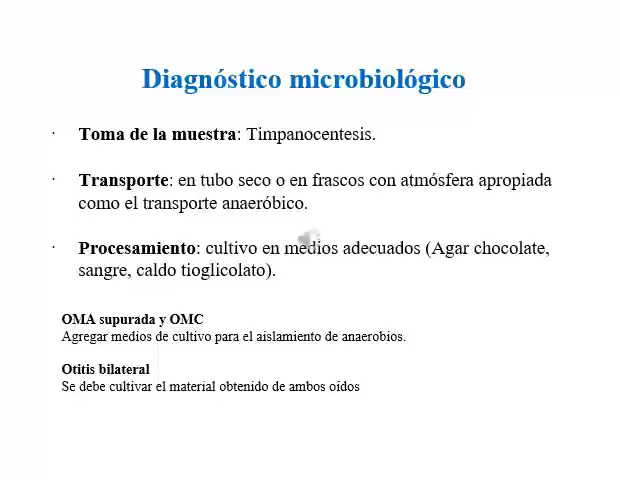 Diagnóstico microbiológico
· Toma de la muestra: Timpanocentesis.
· Transporte: en tubo seco o en frascos con atmósfera apropiada
como el transporte anaeróbico.
· Procesamiento: cultivo en medios adecuados (Agar chocolate,
sangre, caldo tioglicolato).
OMA supurada y OMC
Agregar medios de cultivo para el aislamiento de anaerobios.
Otitis bilateral
Se debe cultivar el material obtenido de ambos oídos